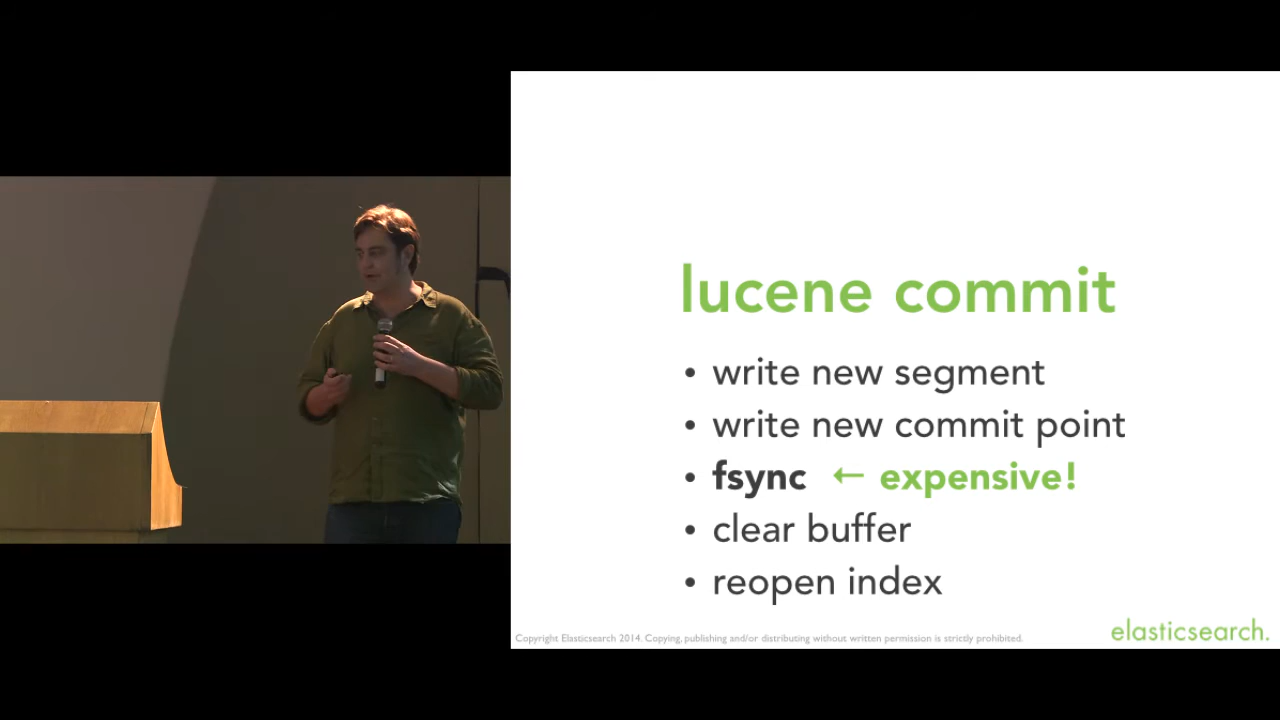 lucene commit
• write new segment
• write new commit point
• fsync ← expensive!
• clear buffer
• reopen index
Copyright Elasticsearch 2014. Copying, publishing and/or distributing without written permission is strictly prohibited.
elasticsearch.